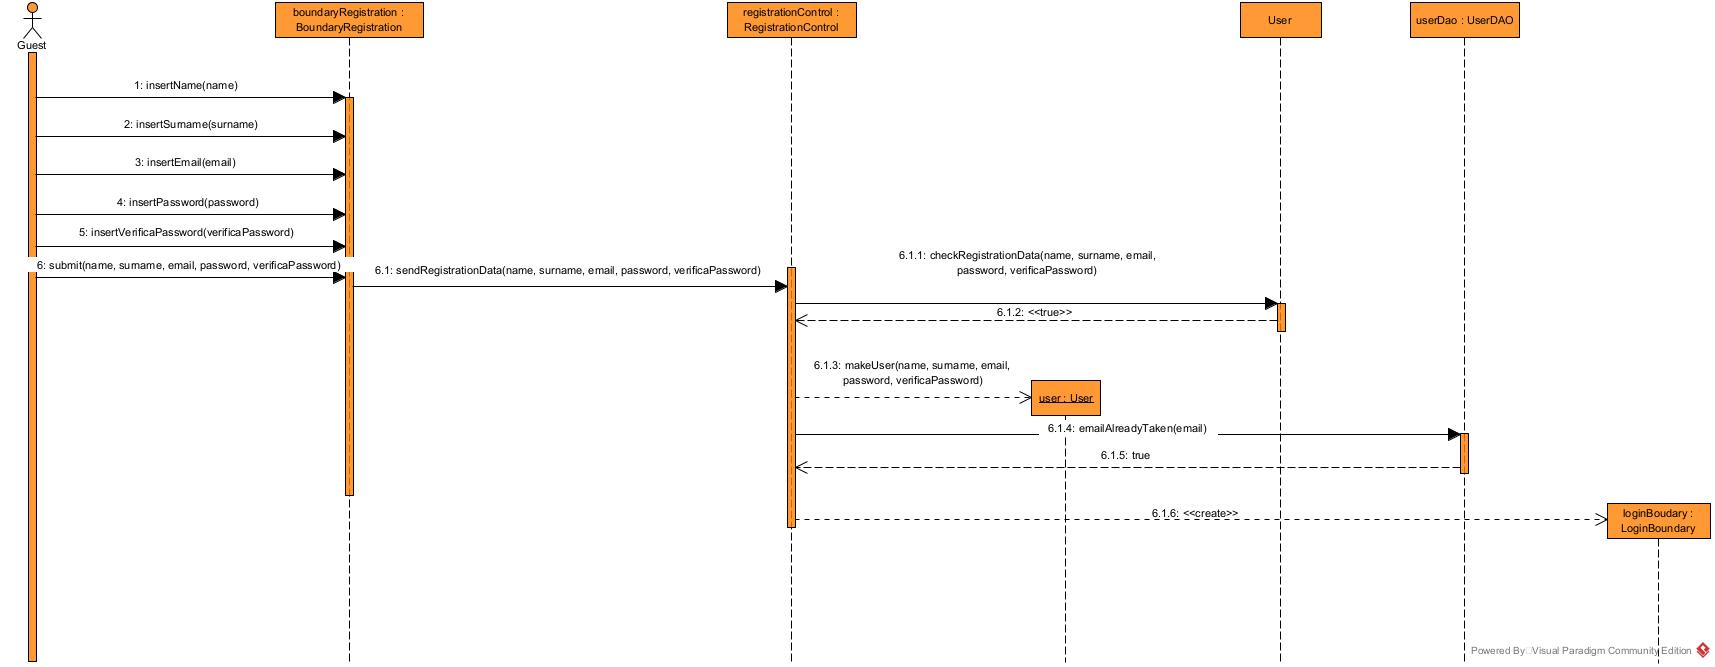 boundaryRegistration :
BoundaryRegistration
registrationControl :
RegistrationControl
User
userDao : UserDAO
Guest
1: insertName(name)
2: insertSurname(surname)
3: insertEmail(email)
4: insertPassword(password)
5: insertVerificaPassword(verificaPassword)
6: submit(name, surname, email, password, verificaPassword)
6.1: sendRegistrationData(name, surname, email, password, verificaPassword)
6.1.1: checkRegistrationData(name, surname, email,
password, verificaPassword)
6.1.2: <<true>>
6.1.3: makeUser(name, surname, email,
password, verificaPassword)
user : User
6.1.4: emailAlreadyTaken(email)
6.1.5: true
6.1.6: <<create>>
loginBoudary :
LoginBoundary
Powered By Visual Paradigm Community Edition